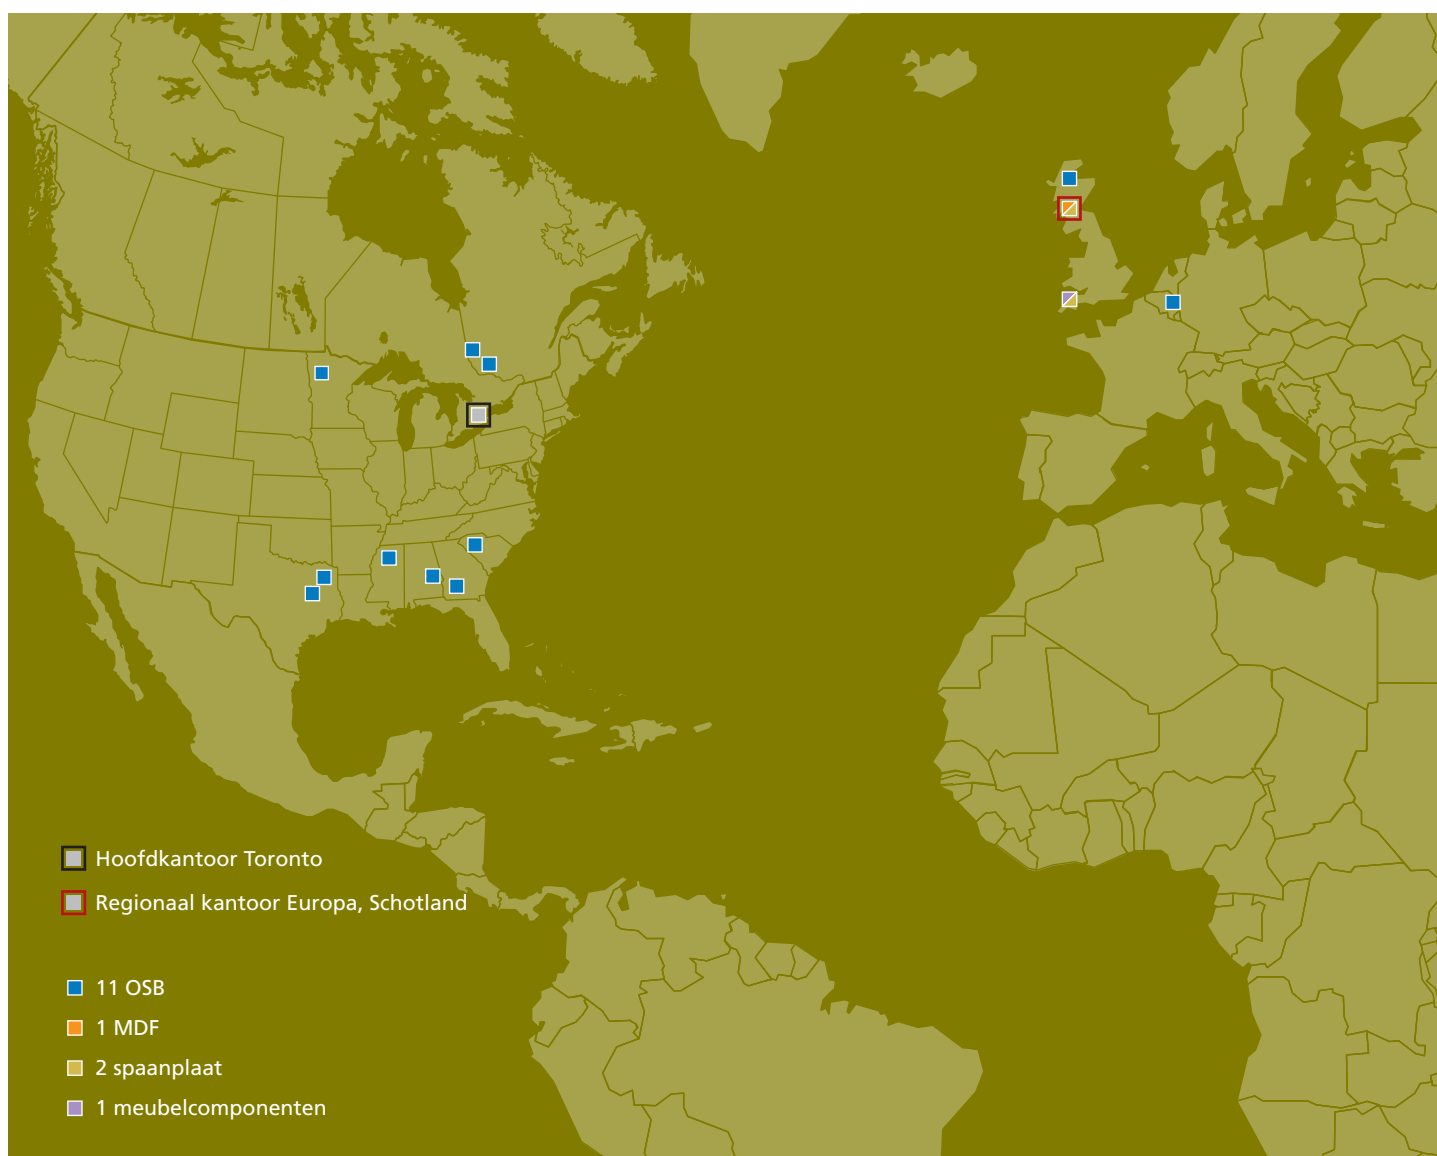 Hoofdkantoor Toronto
Regionaal kantoor Europa, Schotland
11 OSB
1 MDF
2 spaanplaat
1 meubelcomponenten